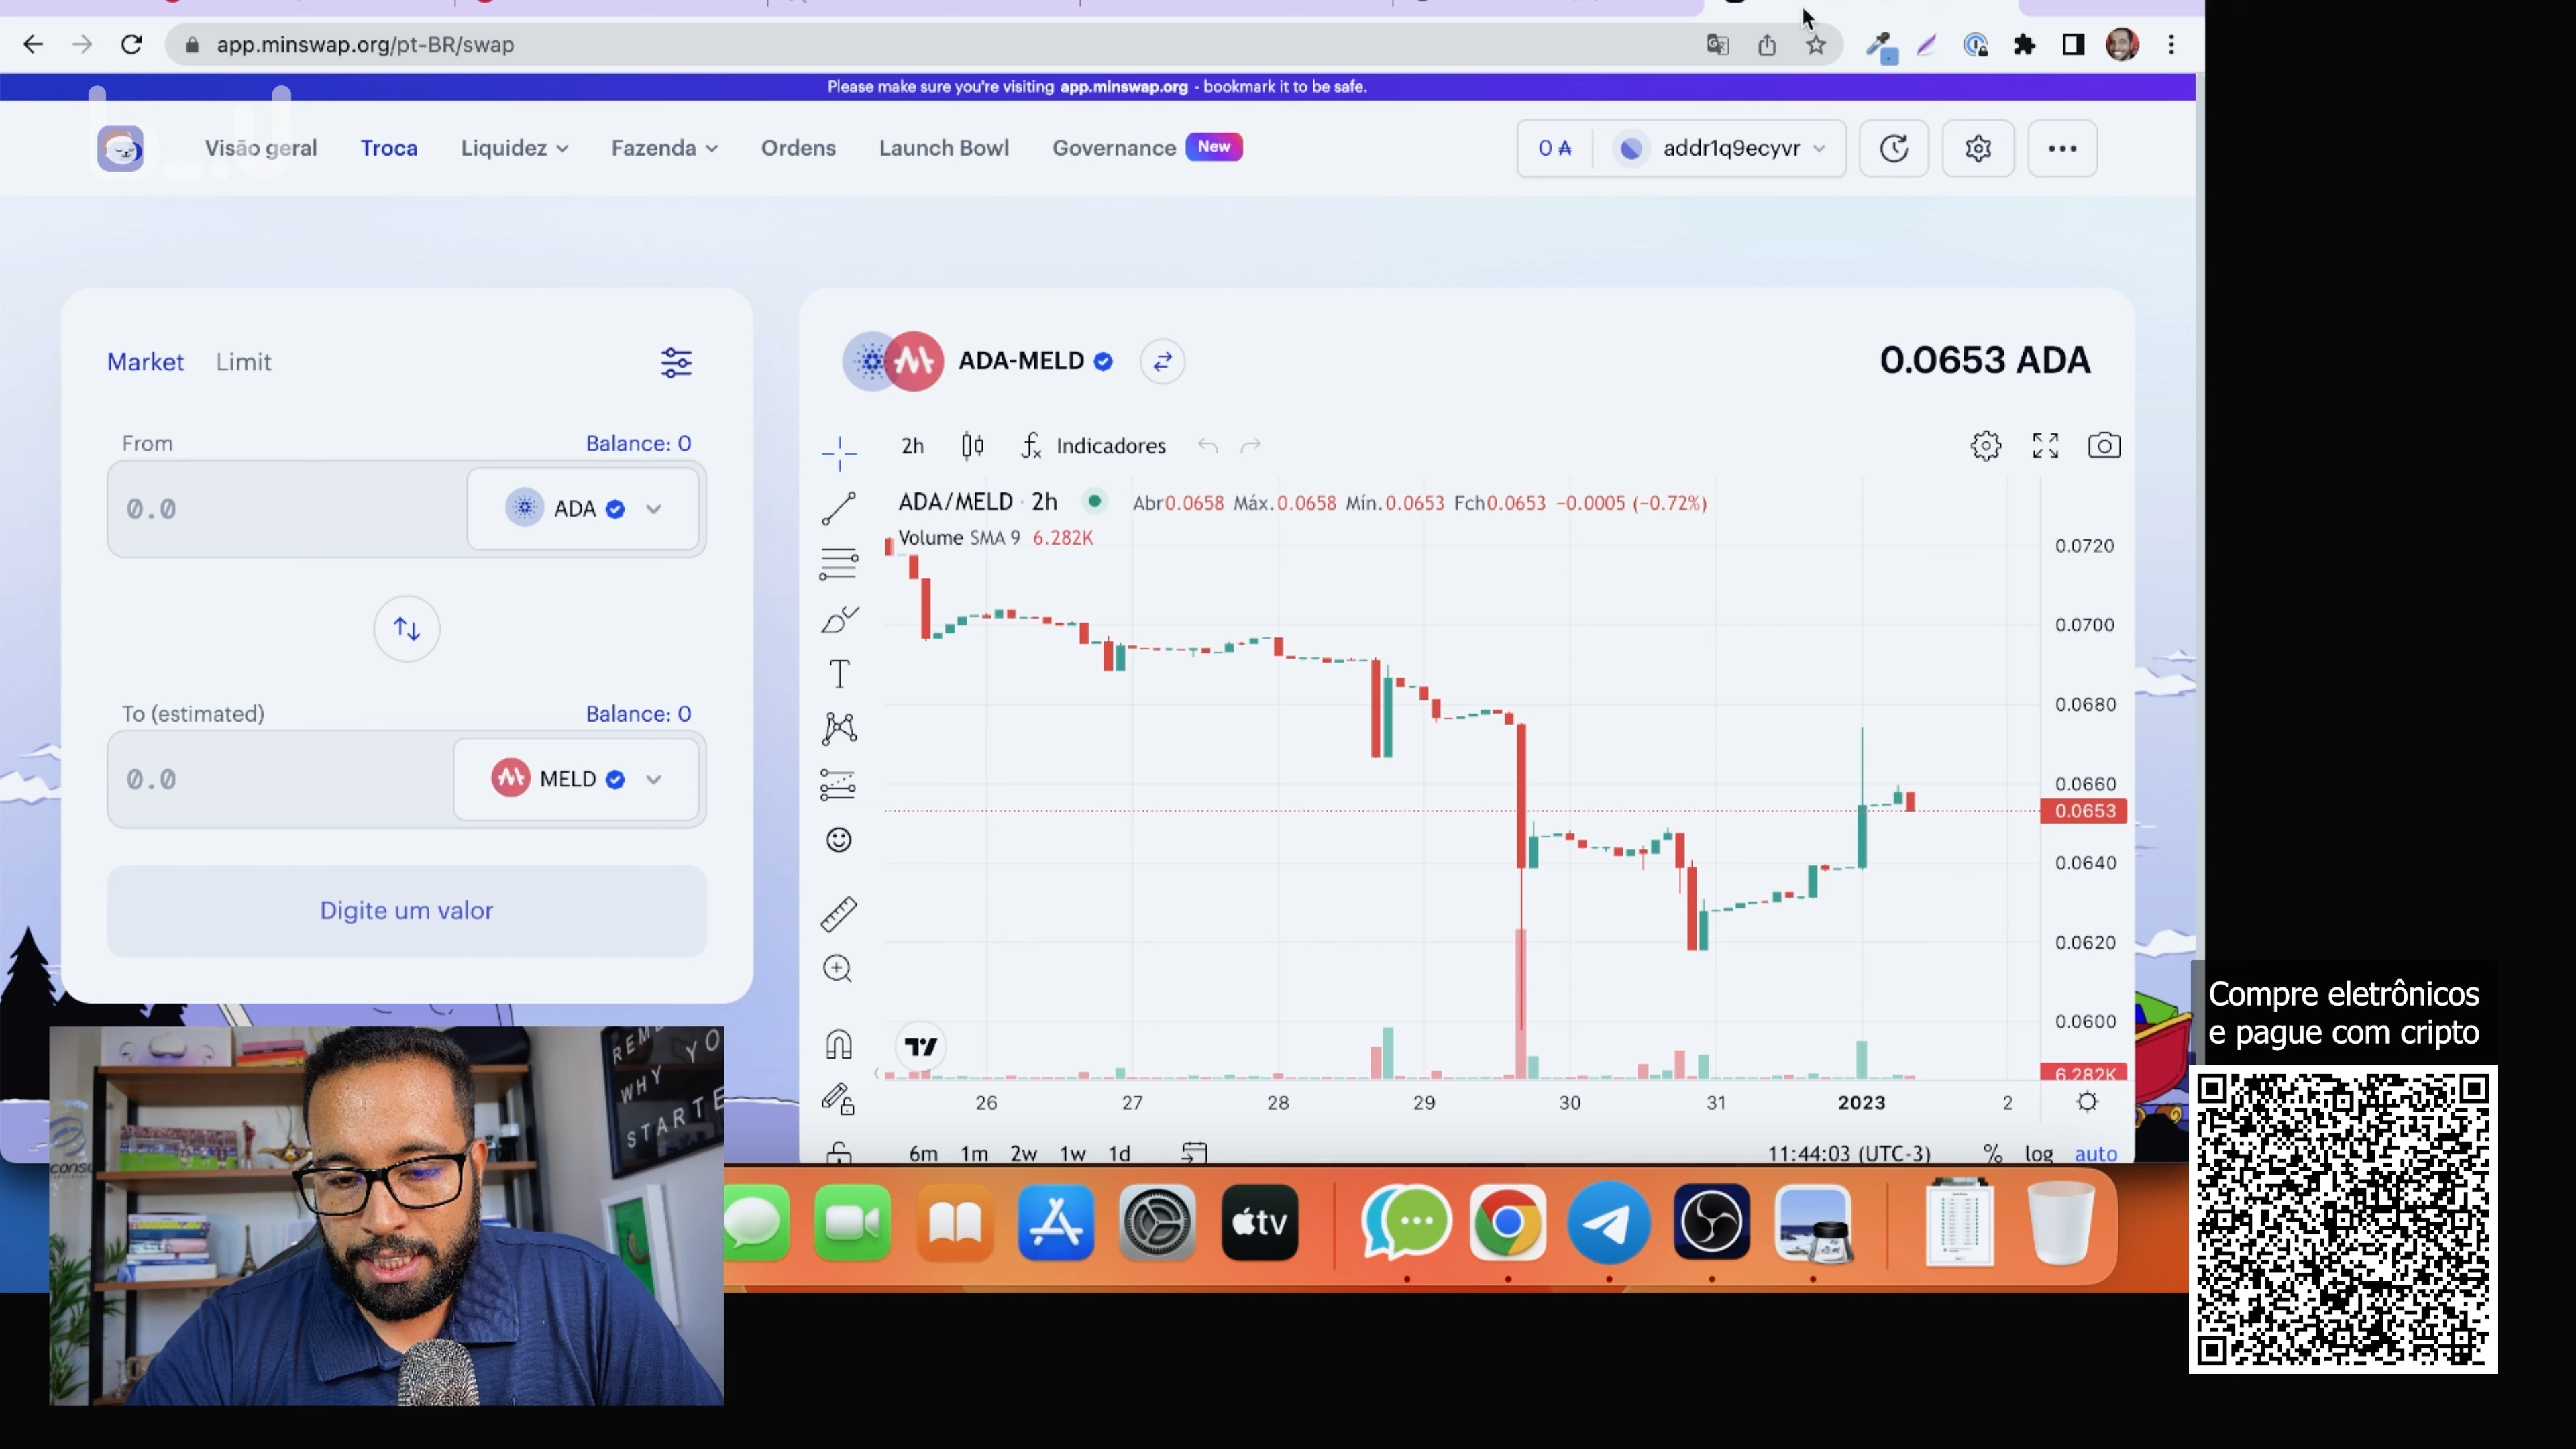 app.minswap.org/pt-BR/swap
Please make sure you're visiting app.minswap.org - bookmark it to be safe.
Visão geral Troca Liquidez Fazenda Ordens Launch Bowl Governance New
0 ₳ addr1q9ecyvr
Market Limit
From Balance: 0
0.0 ADA
To (estimated) Balance: 0
0.0 MELD
Digite um valor
ADA-MELD
0.0653 ADA
2h Indicadores
ADA/MELD · 2h Abr0.0658 Máx.0.0658 Mín.0.0653 Fch0.0653 −0.0005 (−0.72%)
Volume SMA 9 6.282K
0.0720
0.0700
0.0680
0.0660
0.0653
0.0640
0.0620
0.0600
6.282K
26 27 28 29 30 31 2023 2
6m 1m 2w 1w 1d
11:44:03 (UTC-3) % log auto
WHY YO
STARTE
tv
Compre eletrônicos
e pague com cripto